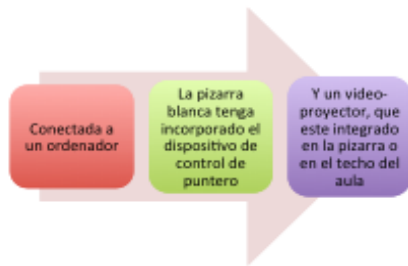 Conectada a
un ordenador
La pizarra
blanca tenga
incorporado el
dispositivo de
control de
puntero
Y un video-
proyector, que
este integrado
en la pizarra o
en el techo del
aula